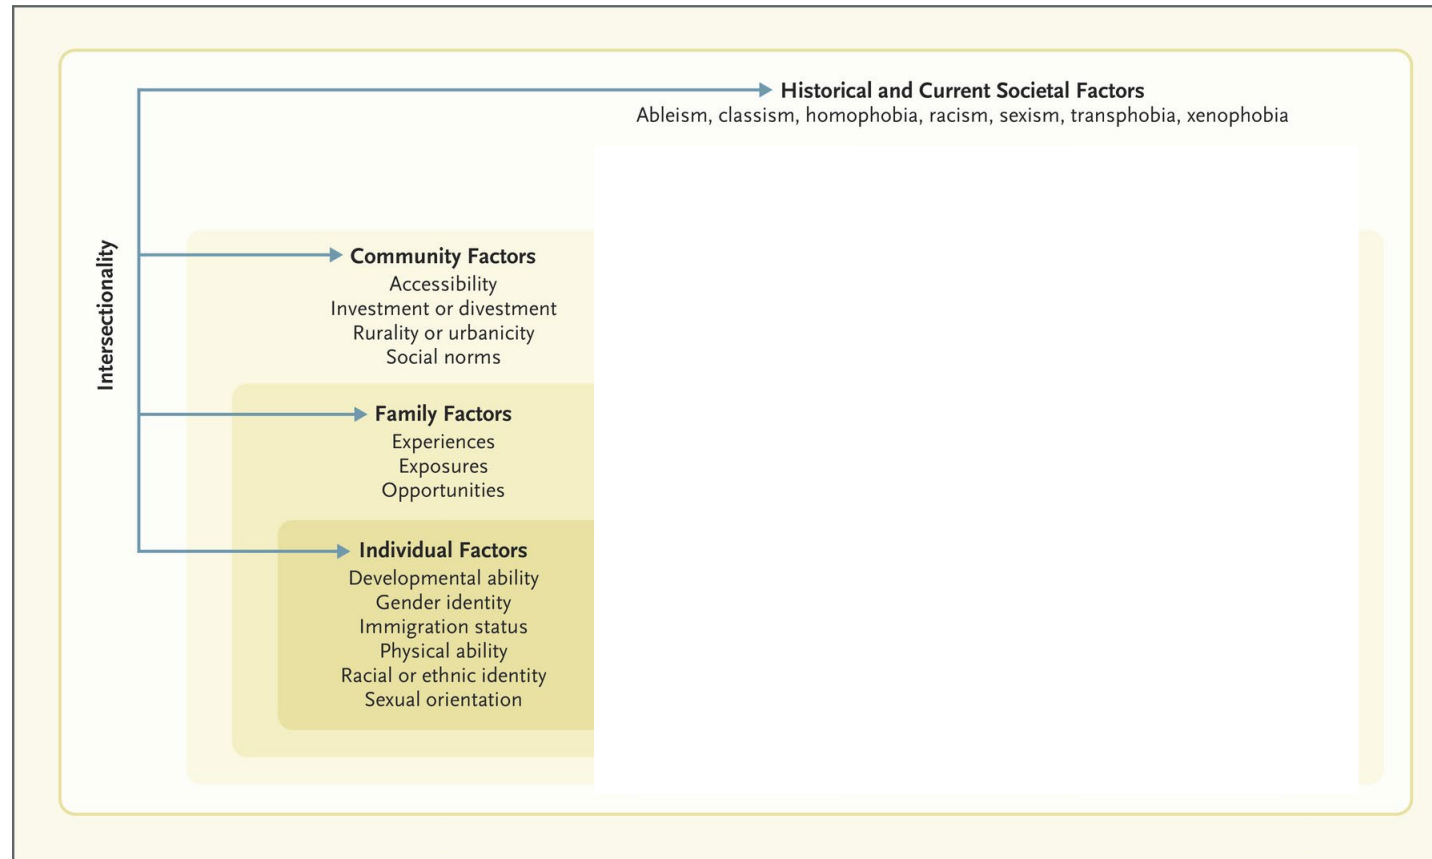 Historical and Current Societal Factors
Ableism, classism, homophobia, racism, sexism, transphobia, xenophobia
Intersectionality
Community Factors
Accessibility
Investment or divestment
Rurality or urbanicity
Social norms
Family Factors
Experiences
Exposures
Opportunities
Individual Factors
Developmental ability
Gender identity
Immigration status
Physical ability
Racial or ethnic identity
Sexual orientation